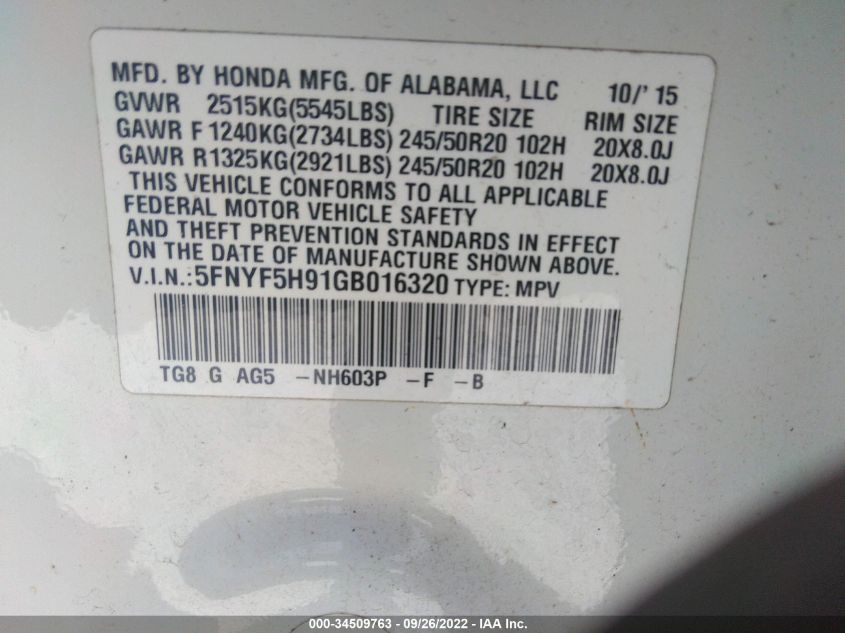 MFD. BY HONDA MFG. OF ALABAMA, LLC 10/' 15
GVWR 2515KG(5545LBS) TIRE SIZE RIM SIZE
GAWR F 1240KG(2734LBS) 245/50R20 102H 20X8.0J
GAWR R1325KG(2921LBS) 245/50R20 102H 20X8.0J
THIS VEHICLE CONFORMS TO ALL APPLICABLE
FEDERAL MOTOR VEHICLE SAFETY
AND THEFT PREVENTION STANDARDS IN EFFECT
ON THE DATE OF MANUFACTURE SHOWN ABOVE.
V.I.N.:5FNYF5H91GB016320 TYPE: MPV
TG8 G AG5 -NH603P -F -B
000-34509763 - 09/26/2022 - IAA Inc.